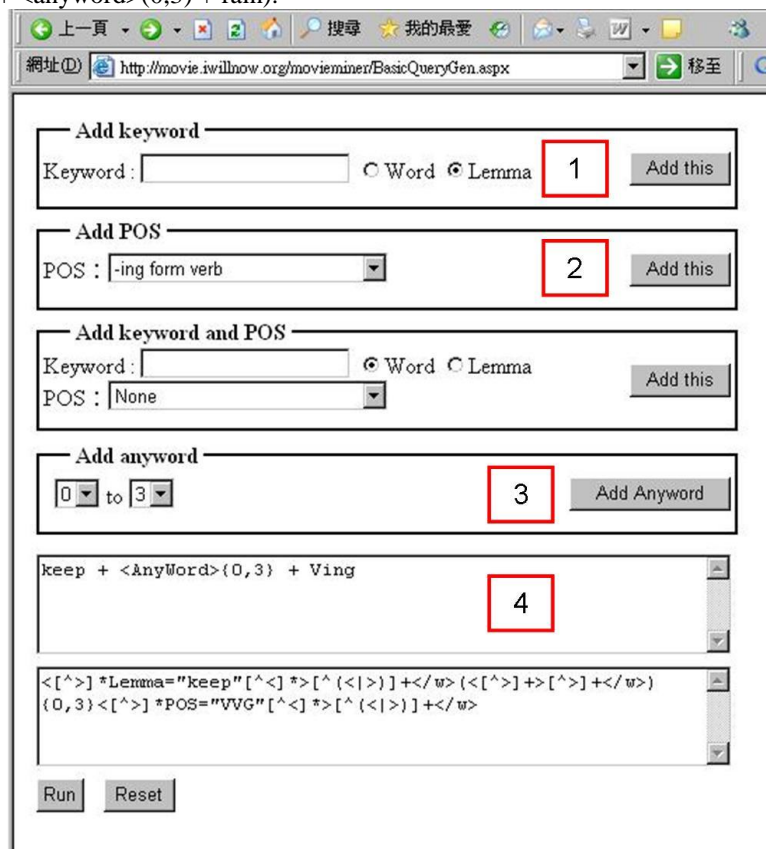 + <anyword>(0,3) + rain).
上一頁 搜尋 我的最愛
網址(D) http://movie.iwillnow.org/movieminer/BasicQueryGen.aspx 移至
Add keyword
Keyword : Word Lemma 1 Add this
Add POS
POS : -ing form verb 2 Add this
Add keyword and POS
Keyword : Word Lemma
POS : None Add this
Add anyword
0 to 3 3 Add Anyword
keep + <AnyWord>{0,3} + Ving
4
<[^>]*Lemma="keep"[^<]*>[^(<|>)]+</w>(<[^>]+>[^>]+</w>)
{0,3}<[^>]*POS="VVG"[^<]*>[^(<|>)]+</w>
Run Reset